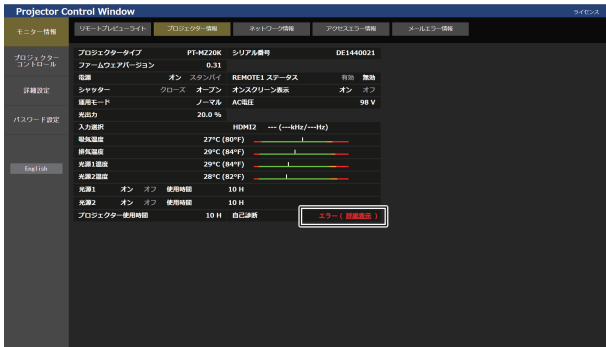 Projector Control Window
ライセンス
モニター情報
リモートプレビューライト
プロジェクター情報
ネットワーク情報
アクセスエラー情報
メールエラー情報
プロジェクター
コントロール
詳細設定
パスワード設定
English
プロジェクタータイプ PT-MZ20K シリアル番号 DE1440021
ファームウェアバージョン 0.31
電源 オン スタンバイ REMOTE1 ステータス 有効 無効
シャッター クローズ オープン オンスクリーン表示 オン オフ
運用モード ノーマル AC電圧 98 V
光出力 20.0 %
入力選択 HDMI2 --- (---kHz/---Hz)
吸気温度 27°C (80°F)
排気温度 29°C (84°F)
光源1温度 29°C (84°F)
光源2温度 28°C (82°F)
光源1 オン オフ 使用時間 10 H
光源2 オン オフ 使用時間 10 H
プロジェクター使用時間 10 H 自己診断 エラー ( 詳細表示 )